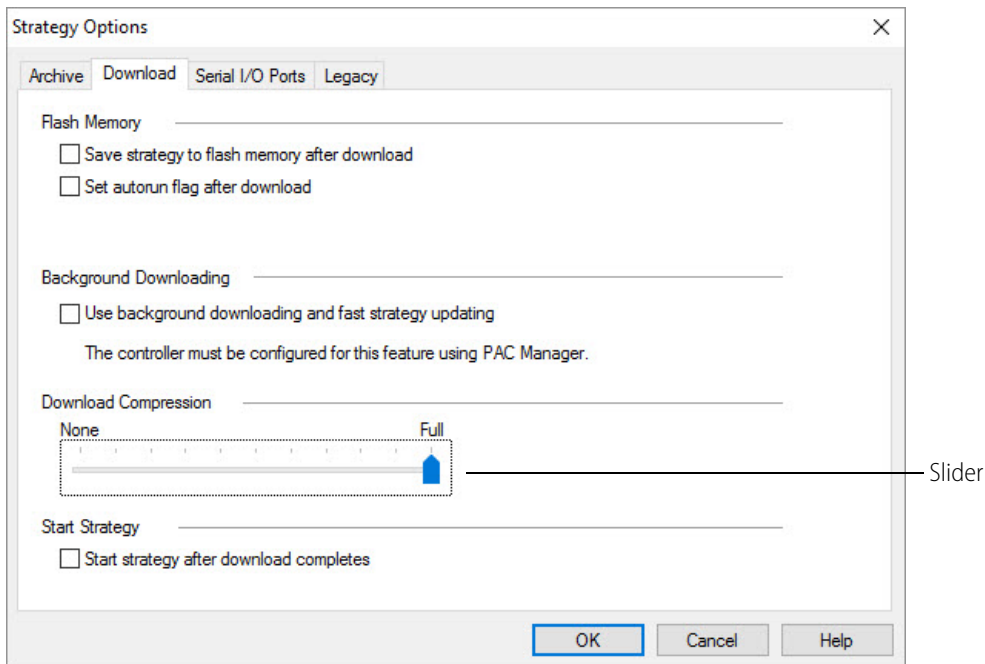 Strategy Options
Archive Download Serial I/O Ports Legacy
Flash Memory
Save strategy to flash memory after download
Set autorun flag after download
Background Downloading
Use background downloading and fast strategy updating
The controller must be configured for this feature using PAC Manager.
Download Compression
None Full
Slider
Start Strategy
Start strategy after download completes
OK Cancel Help